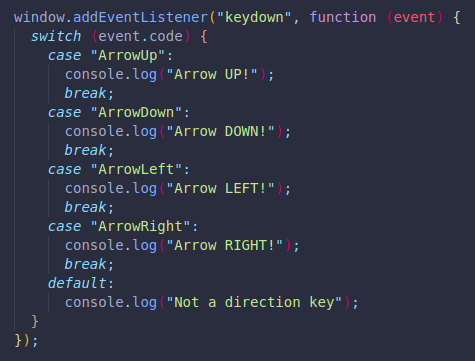 window.addEventListener("keydown", function (event) {
  switch (event.code) {
    case "ArrowUp":
      console.log("Arrow UP!");
      break;
    case "ArrowDown":
      console.log("Arrow DOWN!");
      break;
    case "ArrowLeft":
      console.log("Arrow LEFT!");
      break;
    case "ArrowRight":
      console.log("Arrow RIGHT!");
      break;
    default:
      console.log("Not a direction key");
  }
});